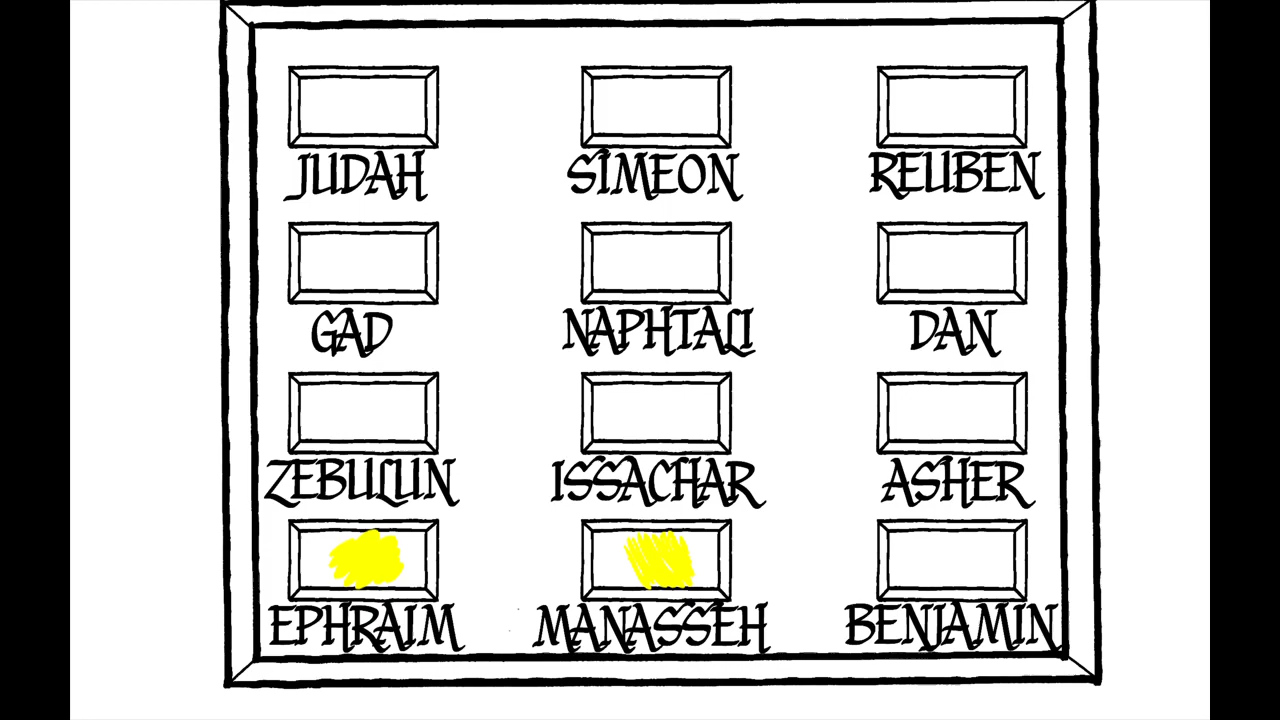 JUDAH SIMEON REUBEN
GAD NAPHTALI DAN
ZEBULUN ISSACHAR ASHER
EPHRAIM MANASSEH BENJAMIN